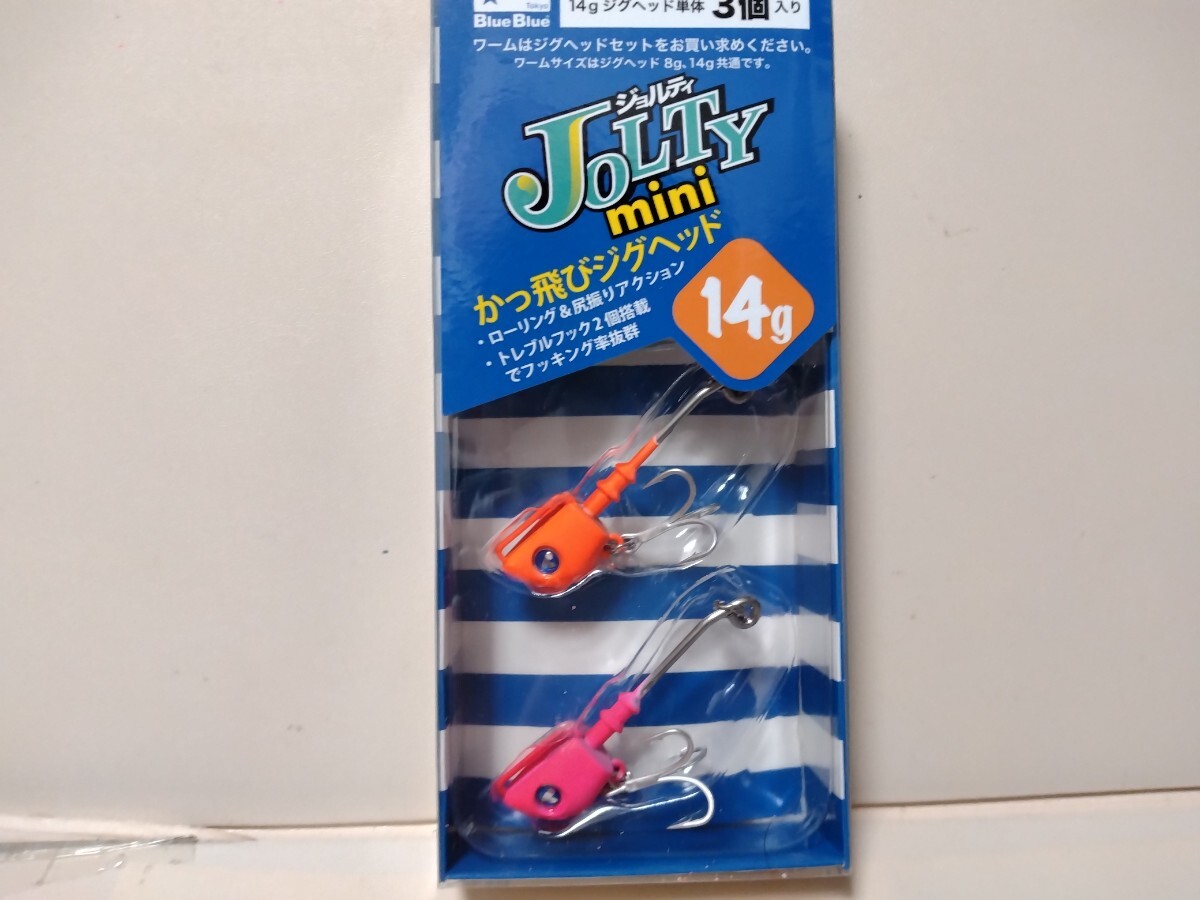 Tokyo
BlueBlue
14gジグヘッド単体 3個入り
ワームはジグヘッドセットをお買い求めください。
ワームサイズはジグヘッド 8g、14g 共通です。
ジョルティ
JOLTY
mini
かっ飛びジグヘッド
・ローリング&尻振りアクション
・トレブルフック2個搭載
でフッキング率抜群
14g